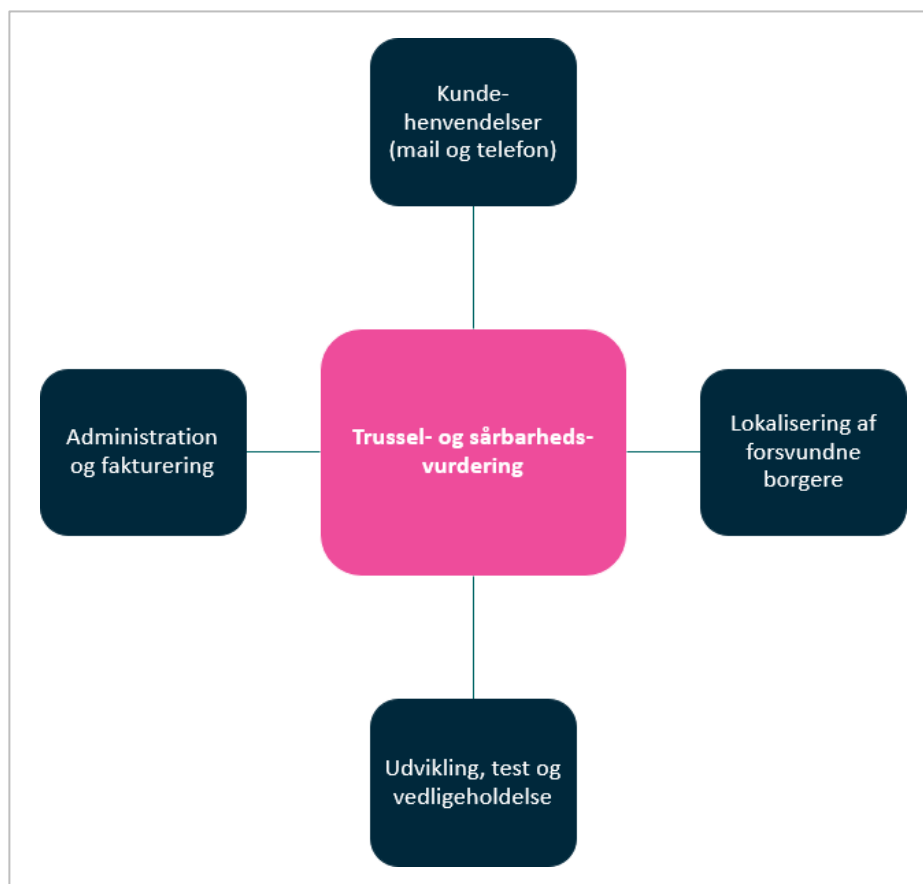 Kunde-
henvendelser
(mail og telefon)
Administration
og fakturering
Trussel- og sårbarheds-
vurdering
Lokalisering af
forsvundne
borgere
Udvikling, test og
vedligeholdelse